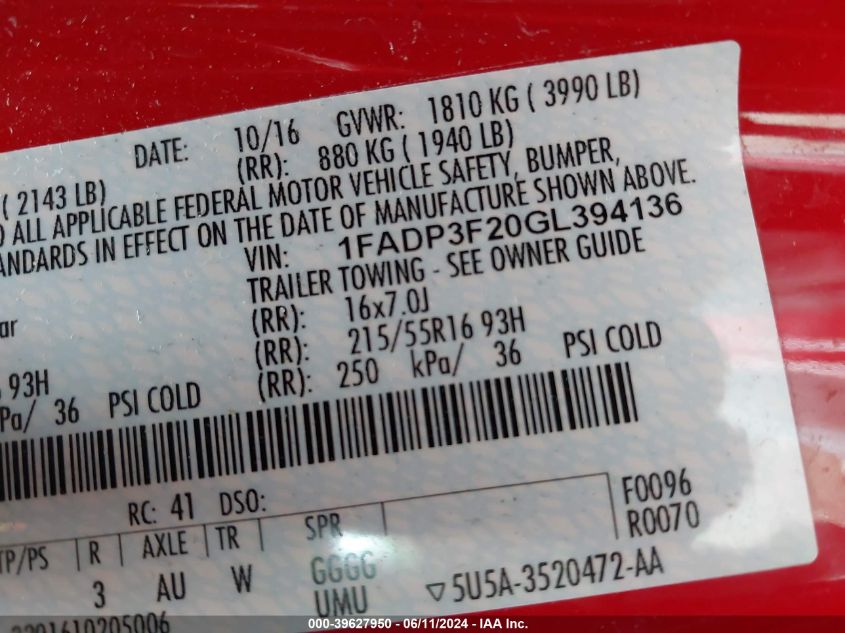 DATE: 10/16 GVWR: 1810 KG ( 3990 LB)
( 2143 LB) (RR): 880 KG ( 1940 LB)
ALL APPLICABLE FEDERAL MOTOR VEHICLE SAFETY, BUMPER,
ANDARDS IN EFFECT ON THE DATE OF MANUFACTURE SHOWN ABOVE.
VIN: 1FADP3F20GL394136
TRAILER TOWING - SEE OWNER GUIDE
ar (RR): 16x7.0J
93H (RR): 215/55R16 93H
Pa/ 36 PSI COLD (RR): 250 kPa/ 36 PSI COLD
RC: 41 DSO:
F0096
TP/PS R AXLE TR SPR R0070
3 AU W GGGG
UMU ▽5U5A-3520472-AA
3201610205006
000-39627950 - 06/11/2024 - IAA Inc.